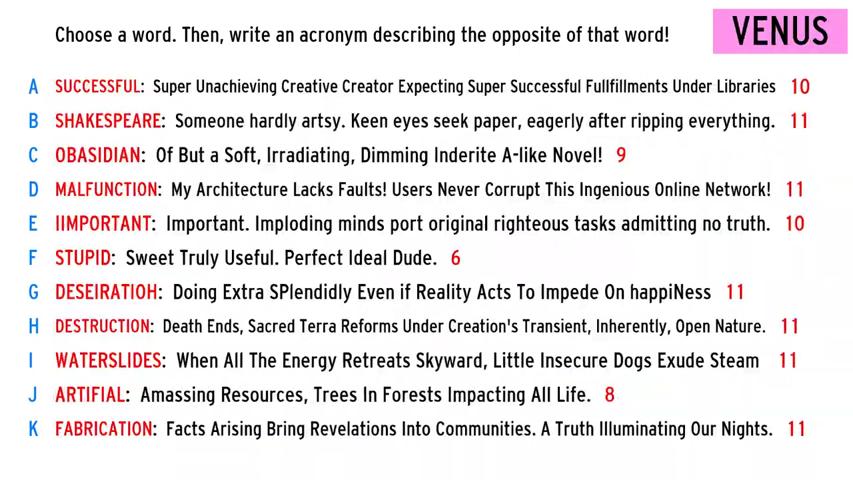 Choose a word. Then, write an acronym describing the opposite of that word!
VENUS
A SUCCESSFUL: Super Unachieving Creative Creator Expecting Super Successful Fullfillments Under Libraries 10
B SHAKESPEARE: Someone hardly artsy. Keen eyes seek paper, eagerly after ripping everything. 11
C OBASIDIAN: Of But a Soft, Irradiating, Dimming Inderite A-like Novel! 9
D MALFUNCTION: My Architecture Lacks Faults! Users Never Corrupt This Ingenious Online Network! 11
E IIMPORTANT: Important. Imploding minds port original righteous tasks admitting no truth. 10
F STUPID: Sweet Truly Useful. Perfect Ideal Dude. 6
G DESEIRATIOH: Doing Extra SPlendidly Even if Reality Acts To Impede On happiNess 11
H DESTRUCTION: Death Ends, Sacred Terra Reforms Under Creation's Transient, Inherently, Open Nature. 11
I WATERSLIDES: When All The Energy Retreats Skyward, Little Insecure Dogs Exude Steam 11
J ARTIFIAL: Amassing Resources, Trees In Forests Impacting All Life. 8
K FABRICATION: Facts Arising Bring Revelations Into Communities. A Truth Illuminating Our Nights. 11